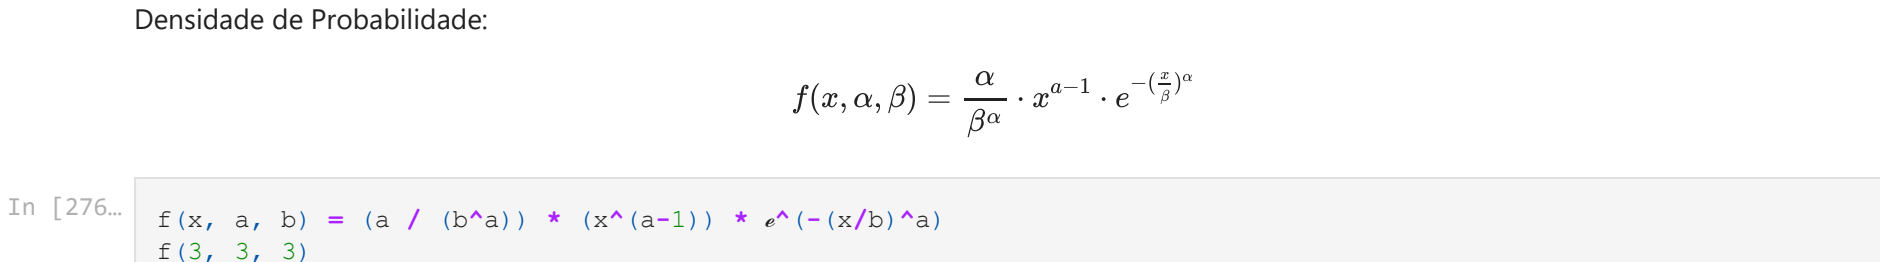 Densidade de Probabilidade:
f(x, α, β) = α/β^α · x^{a−1} · e^{−(x/β)^α}
In [276…
f(x, a, b) = (a / (b^a)) * (x^(a-1)) * ℯ^(-(x/b)^a)
f(3, 3, 3)